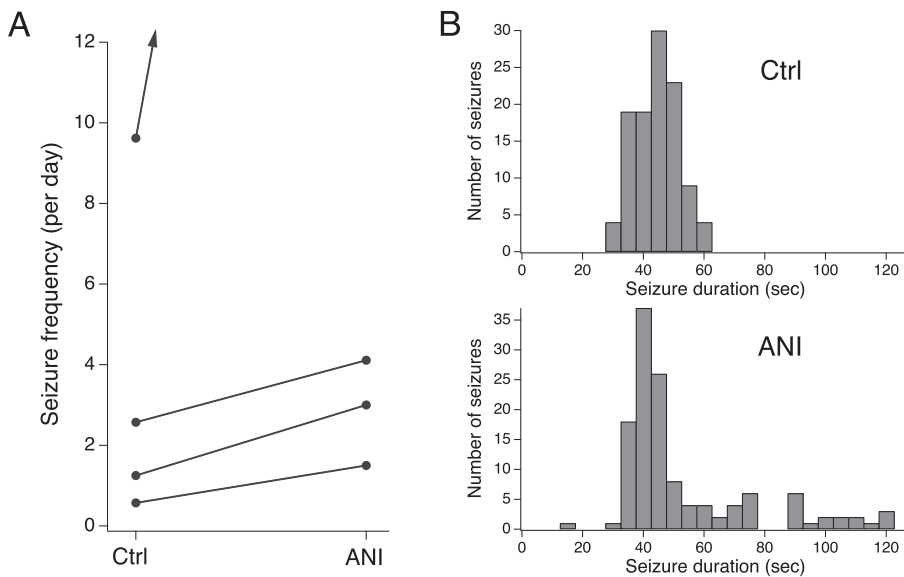 A
Seizure frequency (per day)
12
10
8
6
4
2
0
Ctrl ANI
B
Number of seizures
30
25
20
15
10
5
0
Ctrl
0 20 40 60 80 100 120
Seizure duration (sec)
Number of seizures
35
30
25
20
15
10
5
0
ANI
0 20 40 60 80 100 120
Seizure duration (sec)